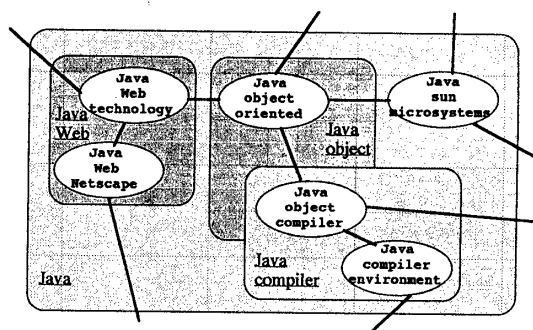 Java
Web
technology
Java
object
oriented
Java
sun
microsystems
Java
Web
Java
object
Java
Web
Netscape
Java
object
compiler
Java
compiler
Java
compiler
environment
Java